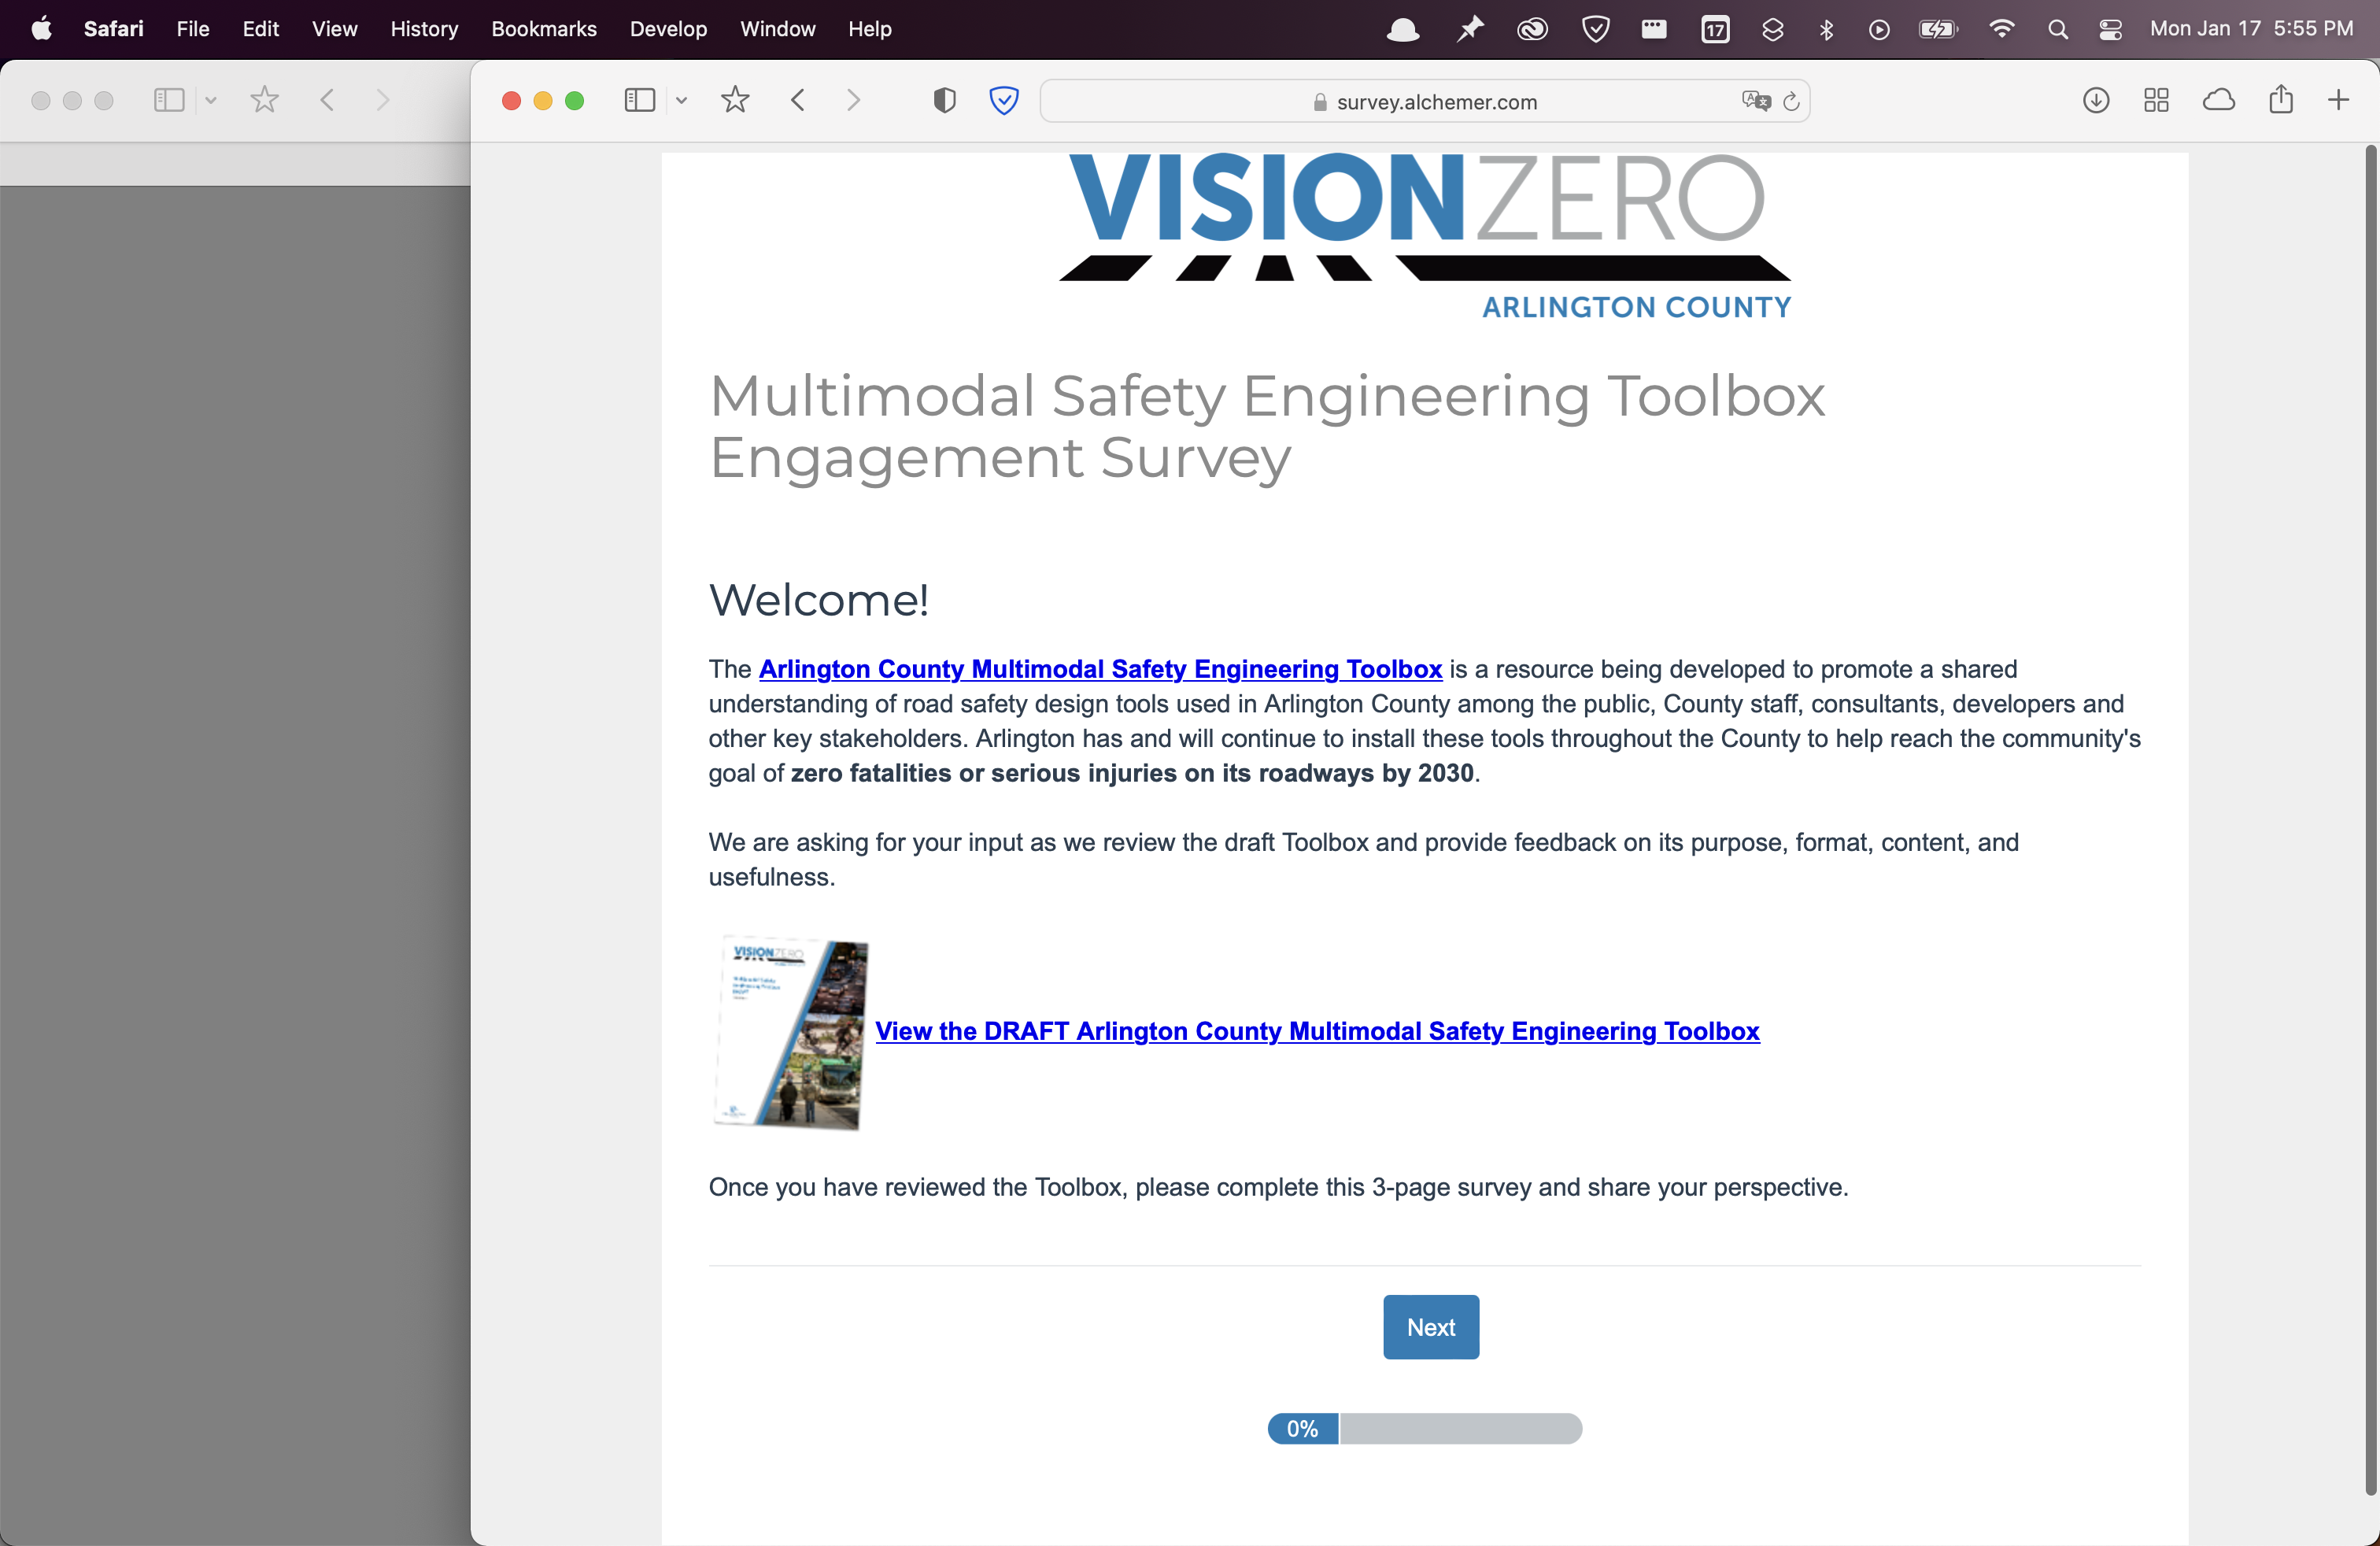 Safari File Edit View History Bookmarks Develop Window Help 17 Mon Jan 17 5:55 PM
survey.alchemer.com
VISIONZERO
ARLINGTON COUNTY
Multimodal Safety Engineering Toolbox
Engagement Survey
Welcome!
The Arlington County Multimodal Safety Engineering Toolbox is a resource being developed to promote a shared
understanding of road safety design tools used in Arlington County among the public, County staff, consultants, developers and
other key stakeholders. Arlington has and will continue to install these tools throughout the County to help reach the community's
goal of zero fatalities or serious injuries on its roadways by 2030.
We are asking for your input as we review the draft Toolbox and provide feedback on its purpose, format, content, and
usefulness.
VISIONZERO
View the DRAFT Arlington County Multimodal Safety Engineering Toolbox
Once you have reviewed the Toolbox, please complete this 3-page survey and share your perspective.
Next
0%